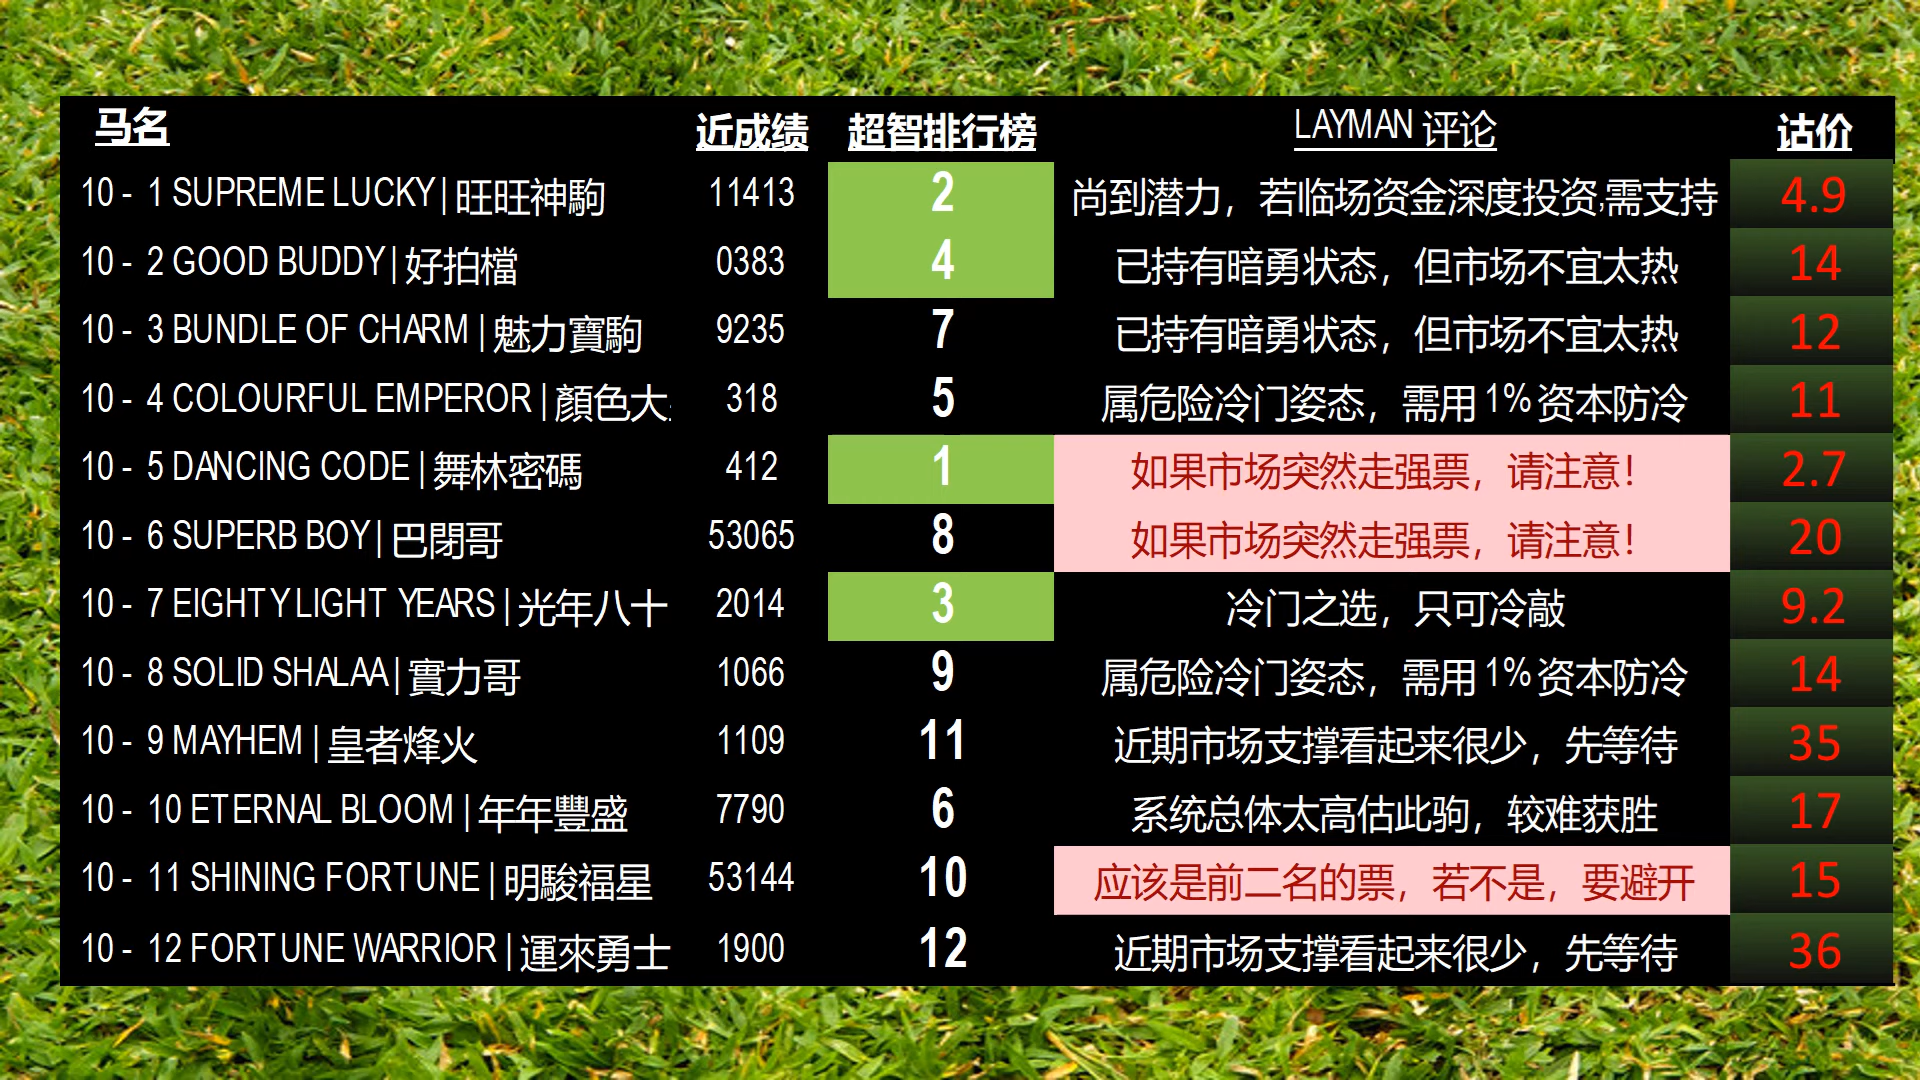 马名 近成绩 超智排行榜 LAYMAN 评论 诂价
10 - 1 SUPREME LUCKY | 旺旺神駒 11413 2 尚到潜力，若临场资金深度投资,需支持 4.9
10 - 2 GOOD BUDDY | 好拍檔 0383 4 已持有暗勇状态，但市场不宜太热 14
10 - 3 BUNDLE OF CHARM | 魅力寶駒 9235 7 已持有暗勇状态，但市场不宜太热 12
10 - 4 COLOURFUL EMPEROR | 顏色大 318 5 属危险冷门姿态，需用 1% 资本防冷 11
10 - 5 DANCING CODE | 舞林密碼 412 1 如果市场突然走强票，请注意！ 2.7
10 - 6 SUPERB BOY | 巴閉哥 53065 8 如果市场突然走强票，请注意！ 20
10 - 7 EIGHTY LIGHT YEARS | 光年八十 2014 3 冷门之选，只可冷敲 9.2
10 - 8 SOLID SHALAA | 實力哥 1066 9 属危险冷门姿态，需用 1% 资本防冷 14
10 - 9 MAYHEM | 皇者烽火 1109 11 近期市场支撑看起来很少，先等待 35
10 - 10 ETERNAL BLOOM | 年年豐盛 7790 6 系统总体太高估此驹，较难获胜 17
10 - 11 SHINING FORTUNE | 明駿福星 53144 10 应该是前二名的票，若不是，要避开 15
10 - 12 FORTUNE WARRIOR | 運來勇士 1900 12 近期市场支撑看起来很少，先等待 36